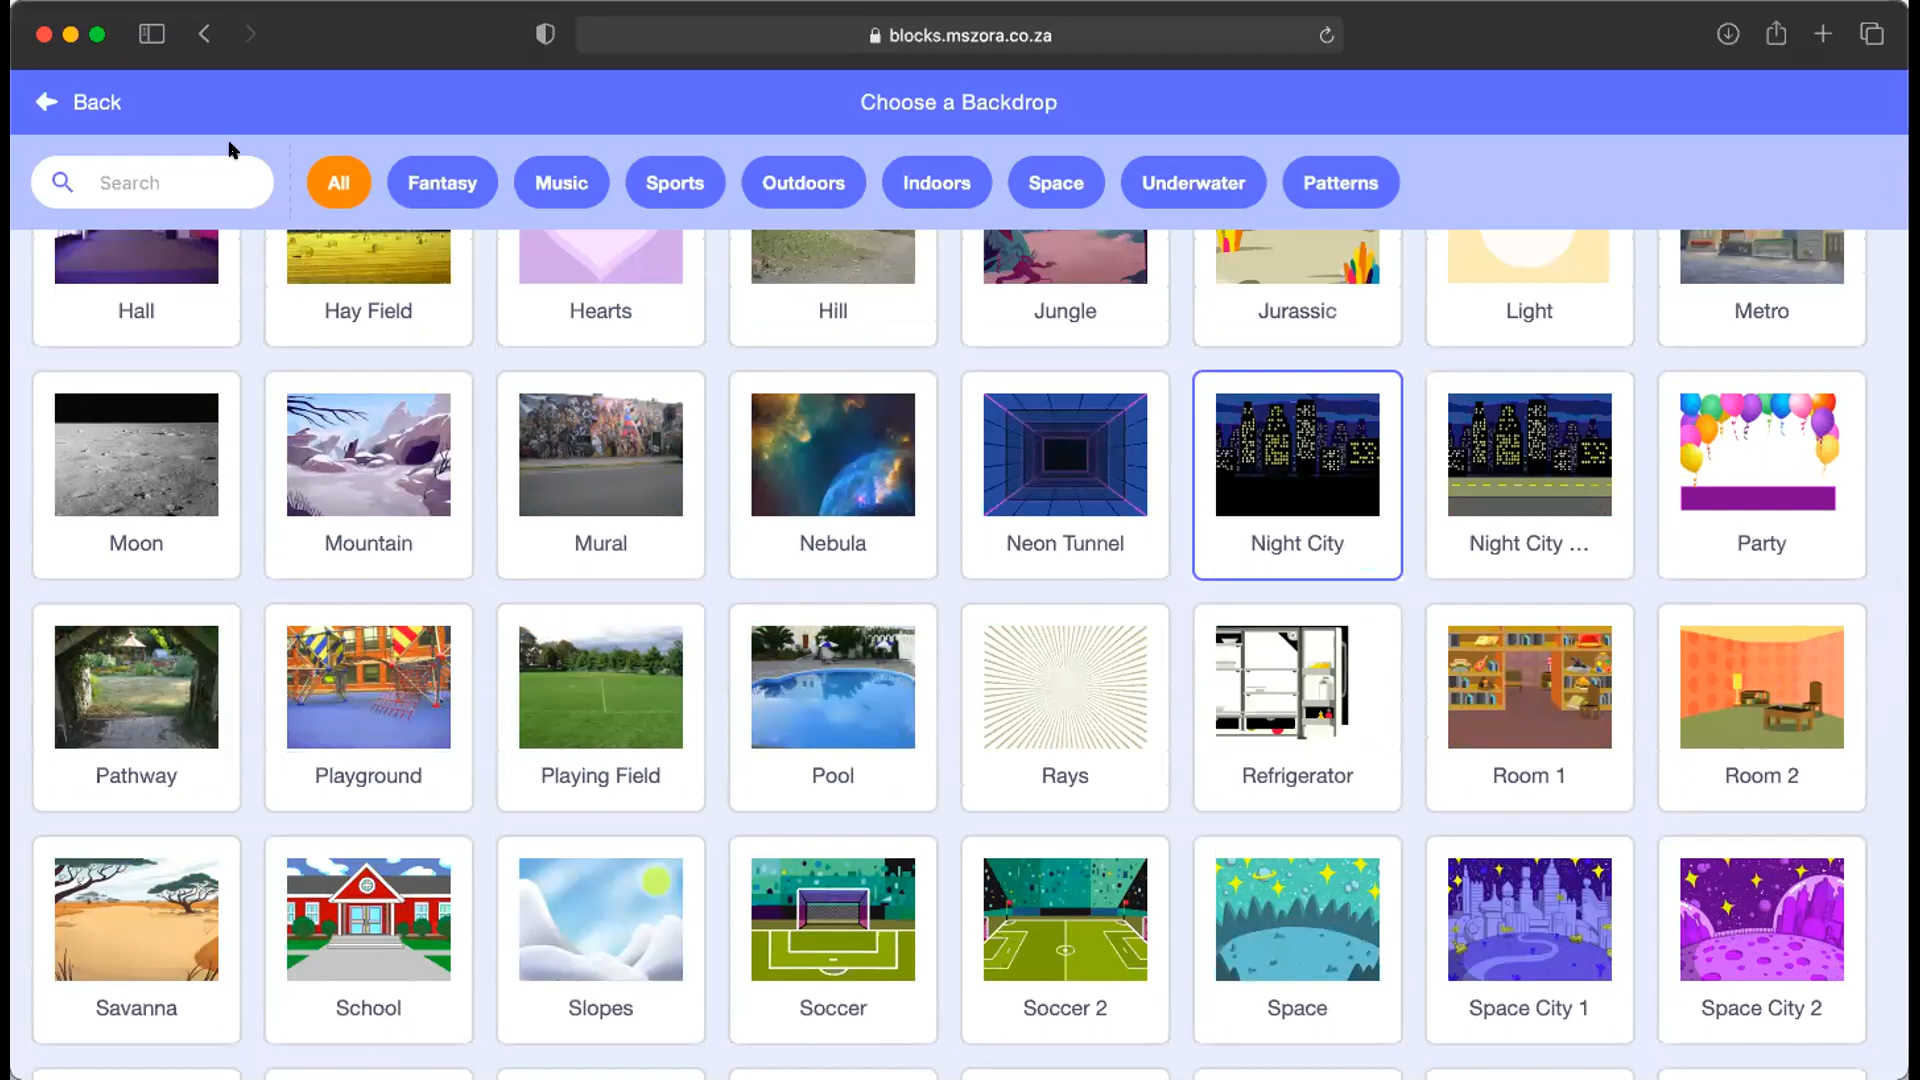 blocks.mszora.co.za
Back
Choose a Backdrop
Search
All
Fantasy
Music
Sports
Outdoors
Indoors
Space
Underwater
Patterns
Hall
Hay Field
Hearts
Hill
Jungle
Jurassic
Light
Metro
Moon
Mountain
Mural
Nebula
Neon Tunnel
Night City
Night City ...
Party
Pathway
Playground
Playing Field
Pool
Rays
Refrigerator
Room 1
Room 2
Savanna
School
Slopes
Soccer
Soccer 2
Space
Space City 1
Space City 2